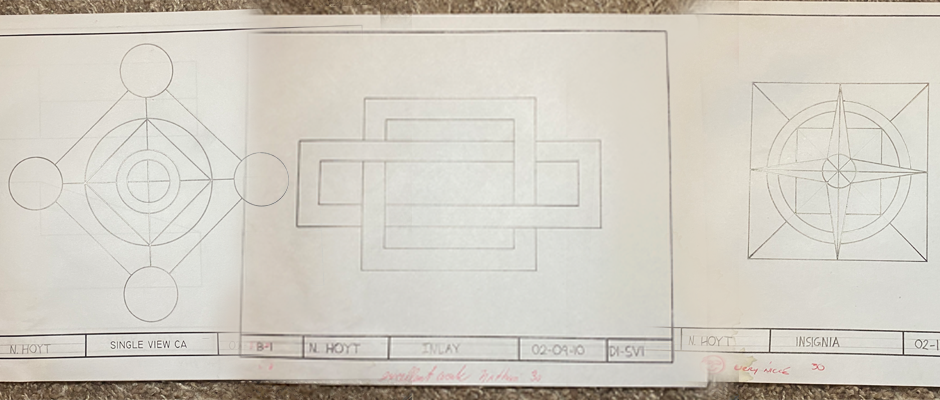 N. HOYT SINGLE VIEW CA
B-1 N. HOYT INLAY 02-09-10 D1-SV1
excellent work Nathan 30
N. HOYT INSIGNIA 02-1
very nice 30